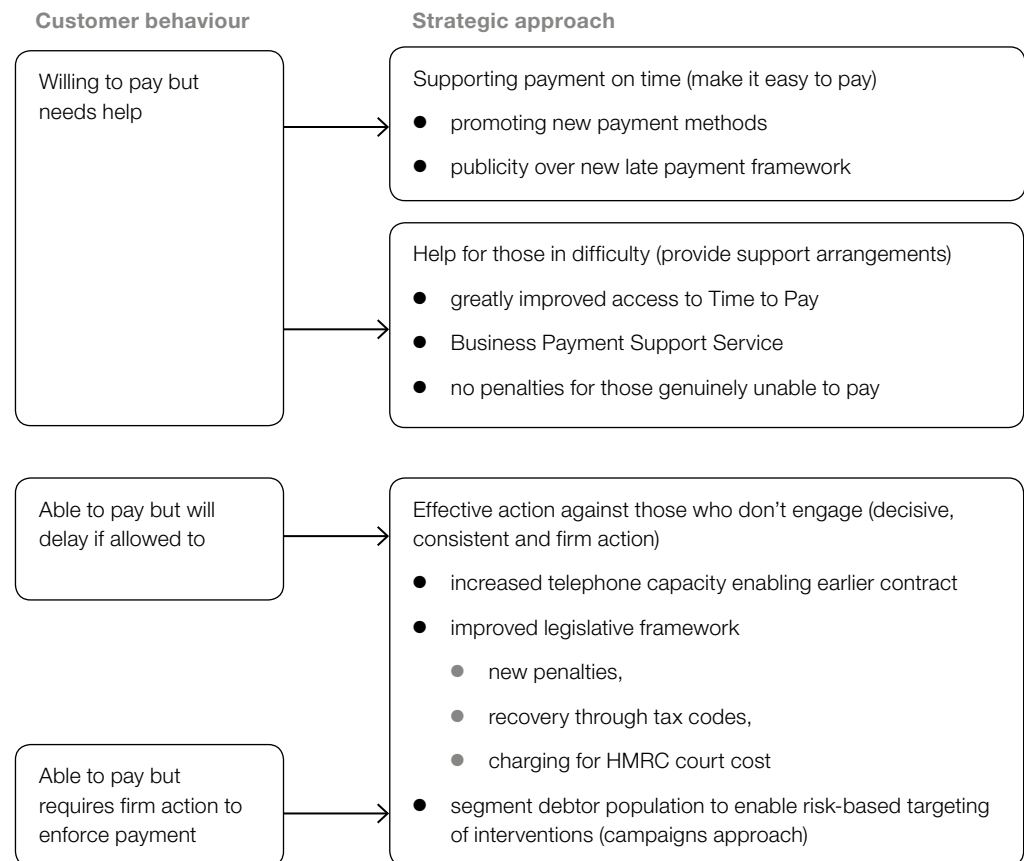 Customer behaviour
Strategic approach
Willing to pay but
needs help
Supporting payment on time (make it easy to pay)
● promoting new payment methods
● publicity over new late payment framework
Help for those in difficulty (provide support arrangements)
● greatly improved access to Time to Pay
● Business Payment Support Service
● no penalties for those genuinely unable to pay
Able to pay but will
delay if allowed to
Effective action against those who don't engage (decisive,
consistent and firm action)
● increased telephone capacity enabling earlier contract
● improved legislative framework
● new penalties,
● recovery through tax codes,
● charging for HMRC court cost
Able to pay but
requires firm action to
enforce payment
● segment debtor population to enable risk-based targeting
of interventions (campaigns approach)